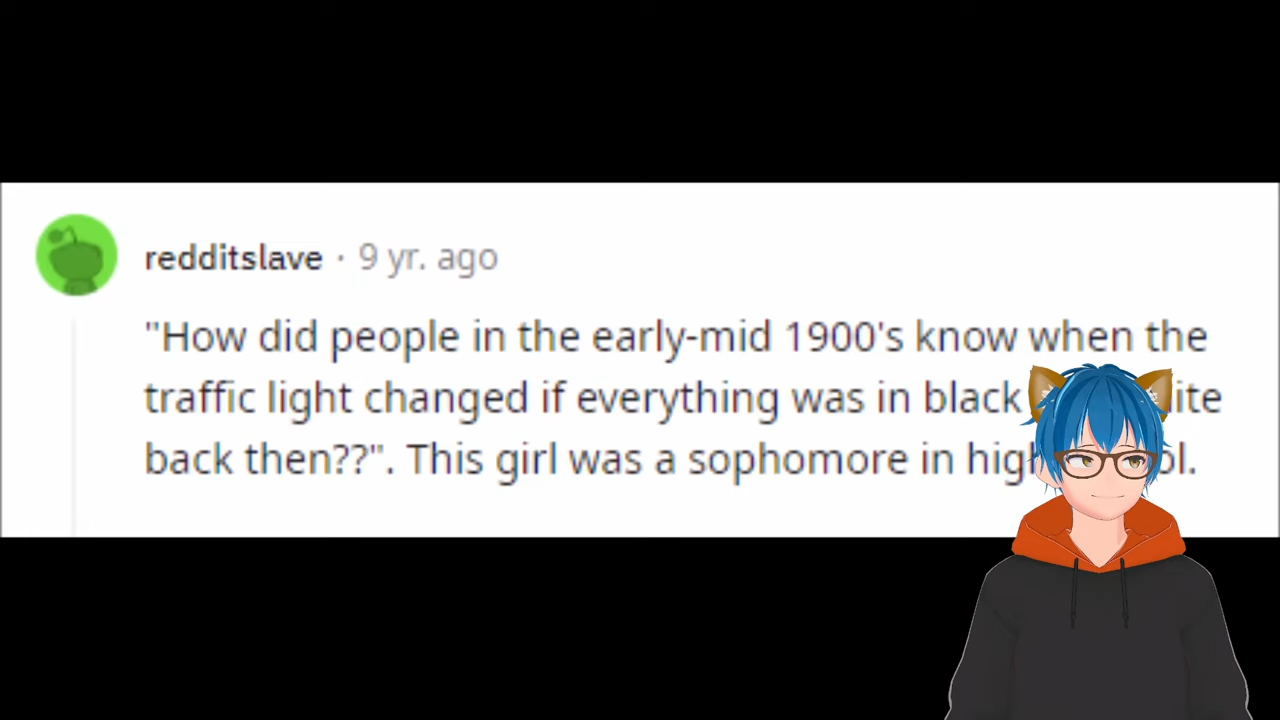 redditslave · 9 yr. ago
"How did people in the early-mid 1900's know when the
traffic light changed if everything was in black
back then??". This girl was a sophomore in